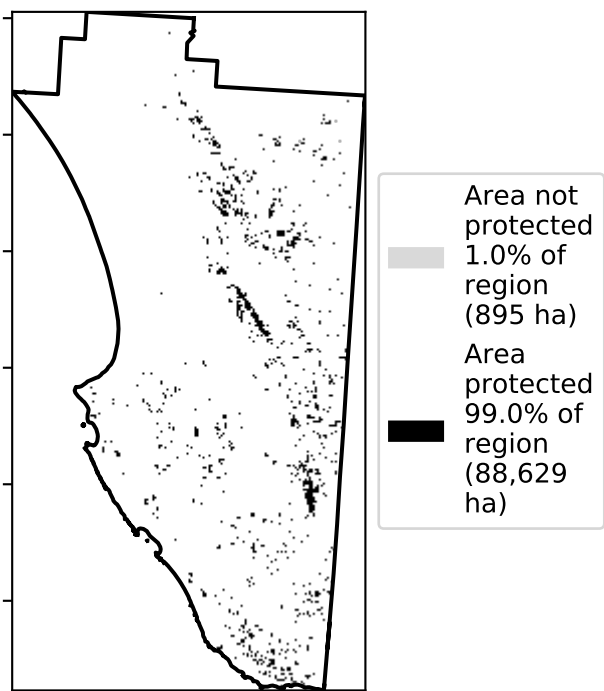 Area not
protected
1.0% of
region
(895 ha)
Area
protected
99.0% of
region
(88,629
ha)